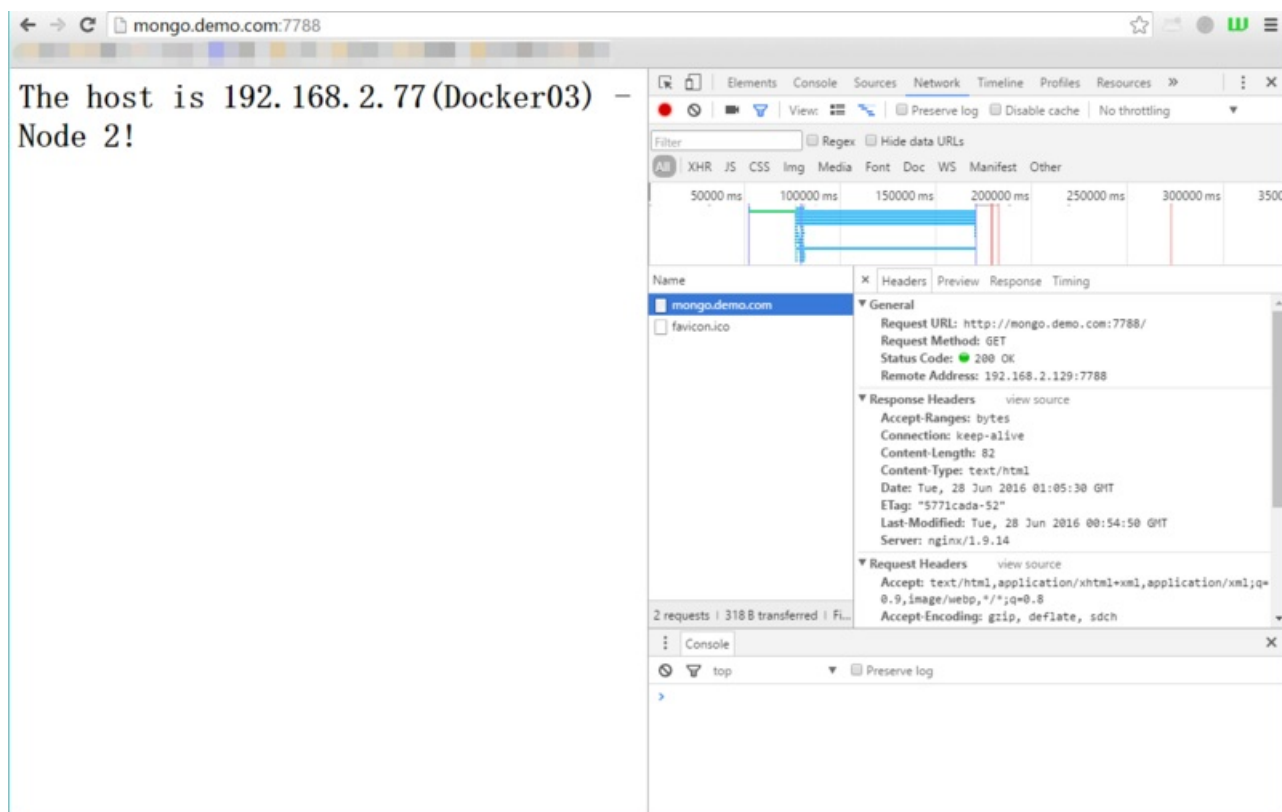 mongo.demo.com:7788
The host is 192.168.2.77(Docker03) -
Node 2!
Elements Console Sources Network Timeline Profiles Resources »
View: Preserve log Disable cache No throttling
Filter Regex Hide data URLs
All XHR JS CSS Img Media Font Doc WS Manifest Other
50000 ms 100000 ms 150000 ms 200000 ms 250000 ms 300000 ms 3500
Name
mongo.demo.com
favicon.ico
2 requests | 318 B transferred | Fi...
× Headers Preview Response Timing
General
Request URL: http://mongo.demo.com:7788/
Request Method: GET
Status Code: 200 OK
Remote Address: 192.168.2.129:7788
Response Headers view source
Accept-Ranges: bytes
Connection: keep-alive
Content-Length: 82
Content-Type: text/html
Date: Tue, 28 Jun 2016 01:05:30 GMT
ETag: "5771cada-52"
Last-Modified: Tue, 28 Jun 2016 00:54:50 GMT
Server: nginx/1.9.14
Request Headers view source
Accept: text/html,application/xhtml+xml,application/xml;q=
0.9,image/webp,*/*;q=0.8
Accept-Encoding: gzip, deflate, sdch
Console
top Preserve log
>